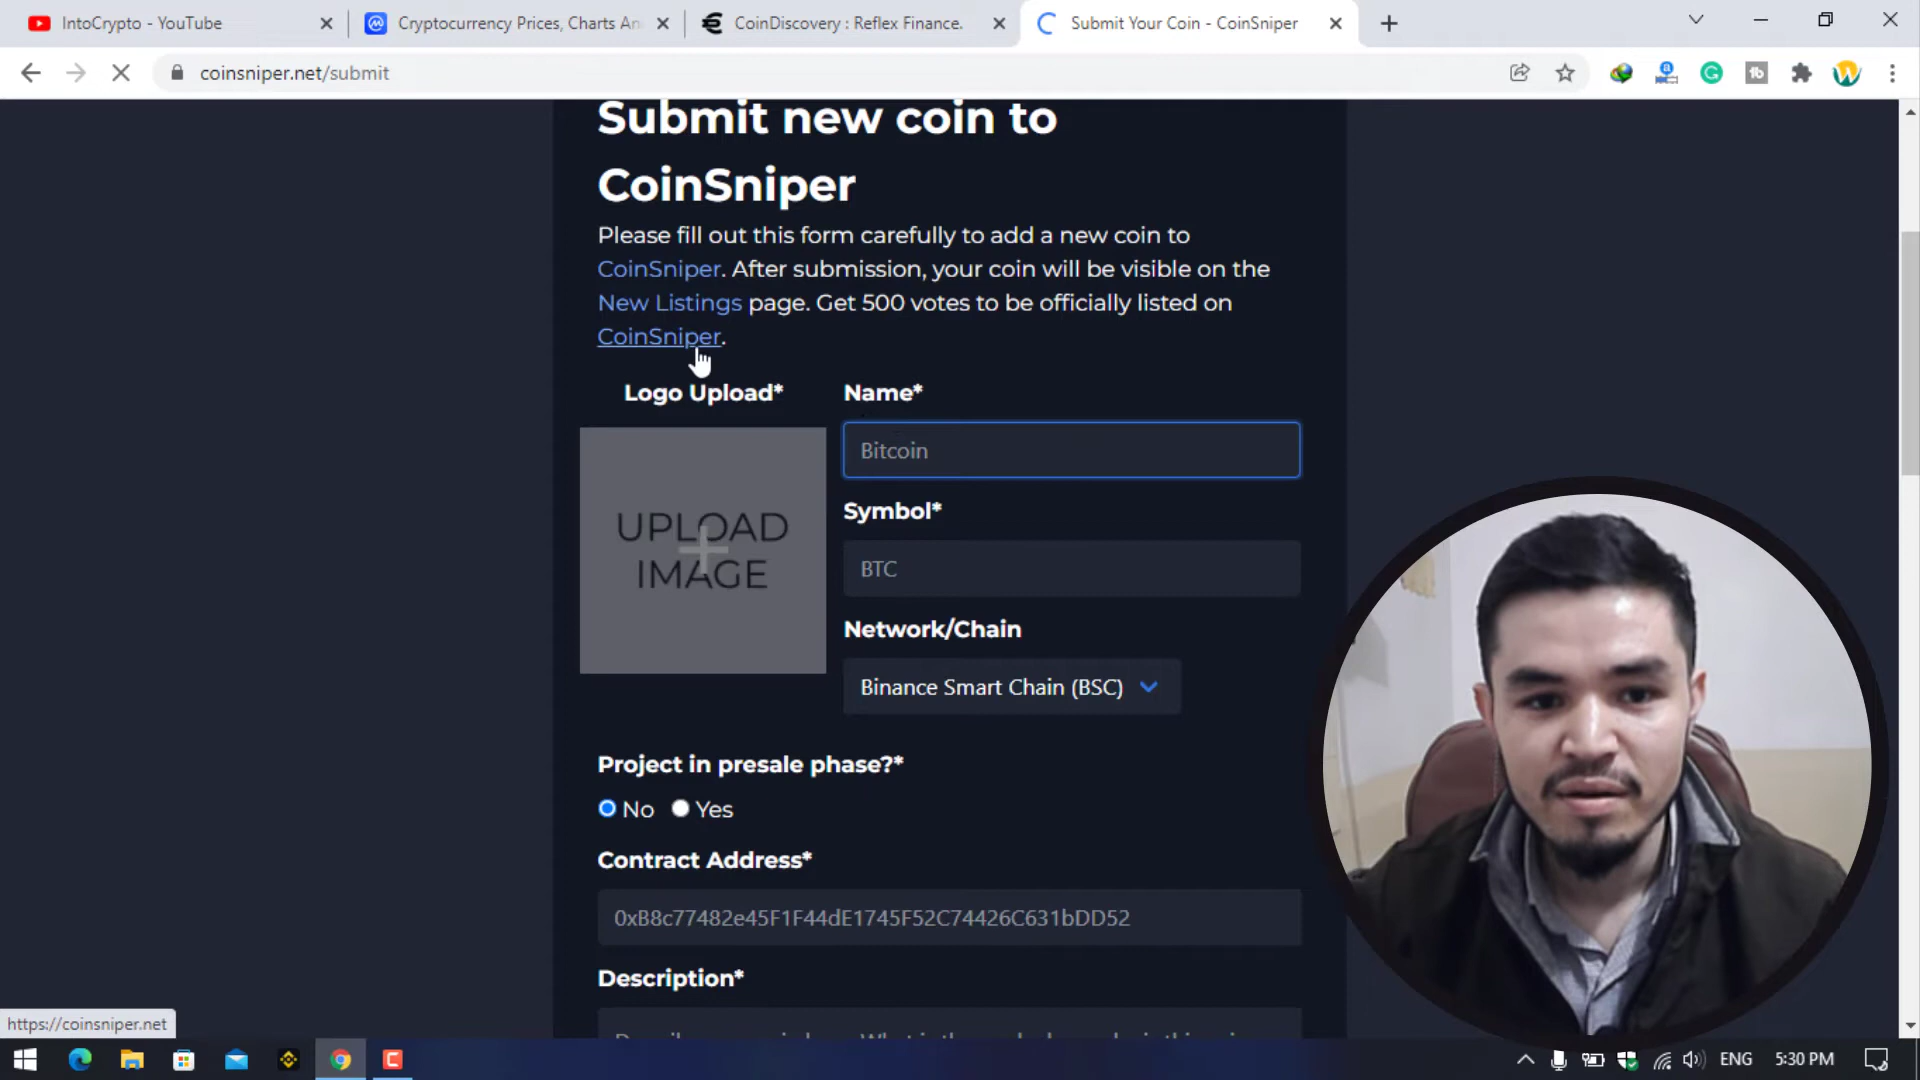 IntoCrypto - YouTube
Cryptocurrency Prices, Charts An
CoinDiscovery : Reflex Finance.
Submit Your Coin - CoinSniper
coinsniper.net/submit
Submit new coin to
CoinSniper
Please fill out this form carefully to add a new coin to
CoinSniper. After submission, your coin will be visible on the
New Listings page. Get 500 votes to be officially listed on
CoinSniper.
Logo Upload*
UPLOAD
IMAGE
Name*
Bitcoin
Symbol*
BTC
Network/Chain
Binance Smart Chain (BSC)
Project in presale phase?*
No Yes
Contract Address*
0xB8c77482e45F1F44dE1745F52C74426C631bDD52
Description*
https://coinsniper.net
ENG
5:30 PM